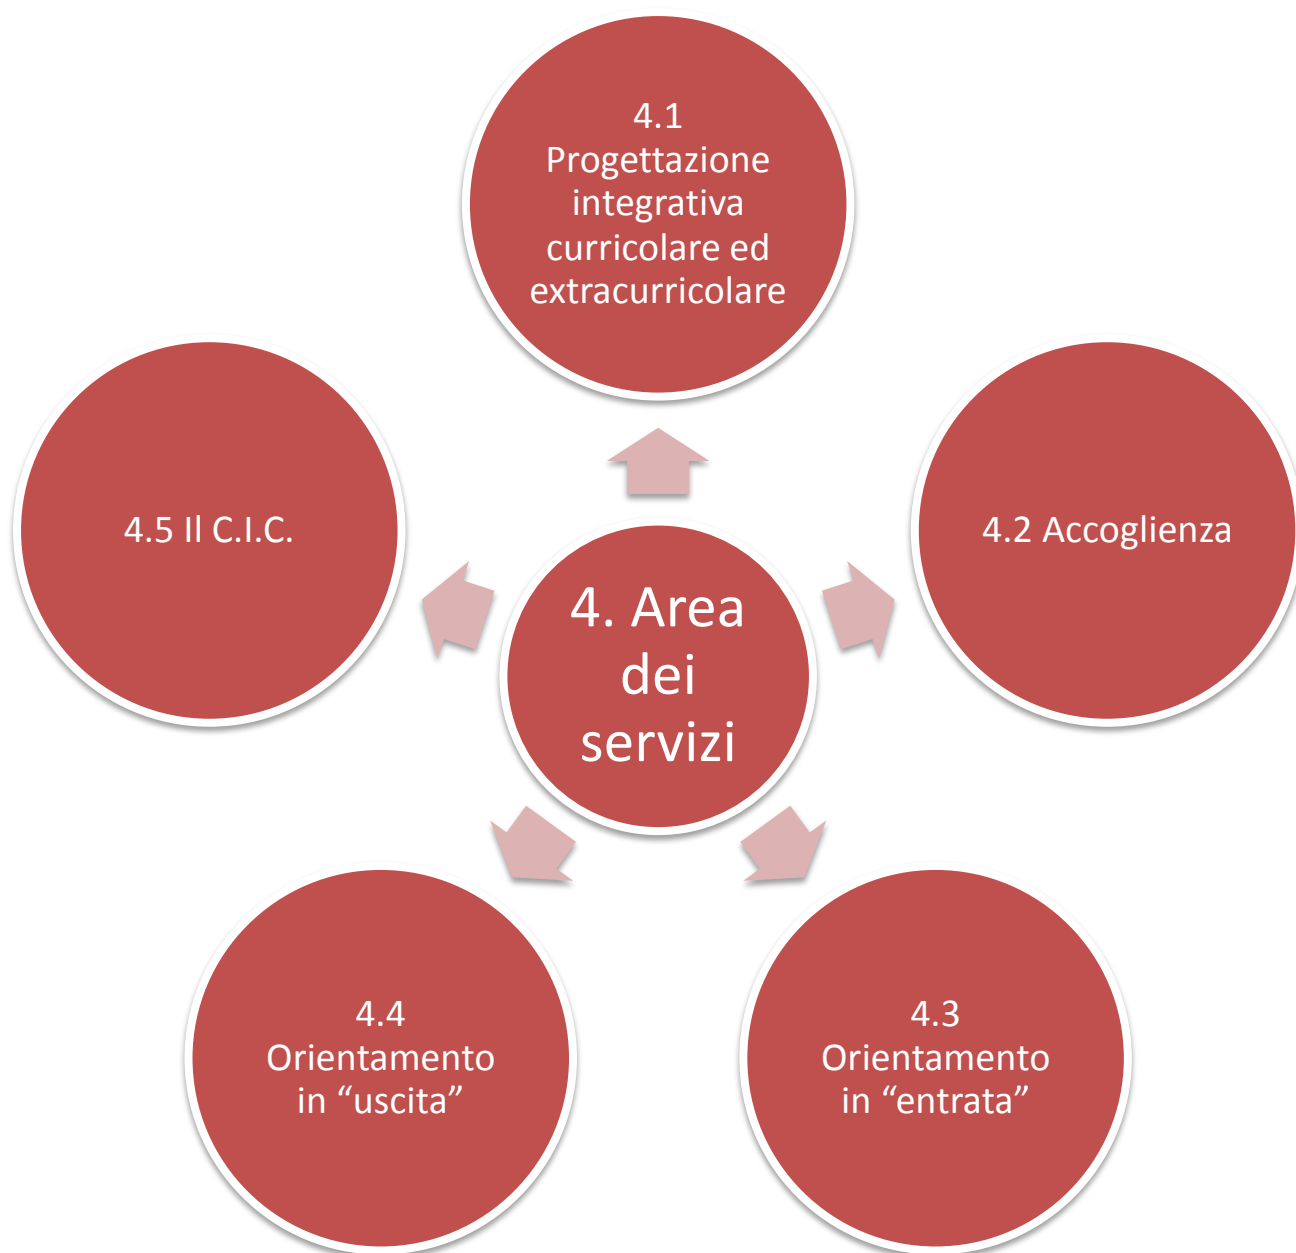 4.1
Progettazione
integrativa
curricolare ed
extracurricolare
4.5 Il C.I.C.
4.2 Accoglienza
4. Area
dei
servizi
4.4
Orientamento
in “uscita”
4.3
Orientamento
in “entrata”